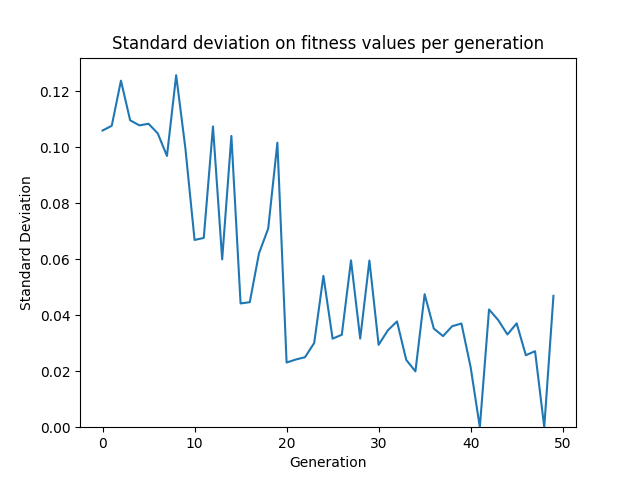 Standard deviation on fitness values per generation
0.12
0.10
0.08
0.06
0.04
0.02
0.00
Standard Deviation
0 10 20 30 40 50
Generation